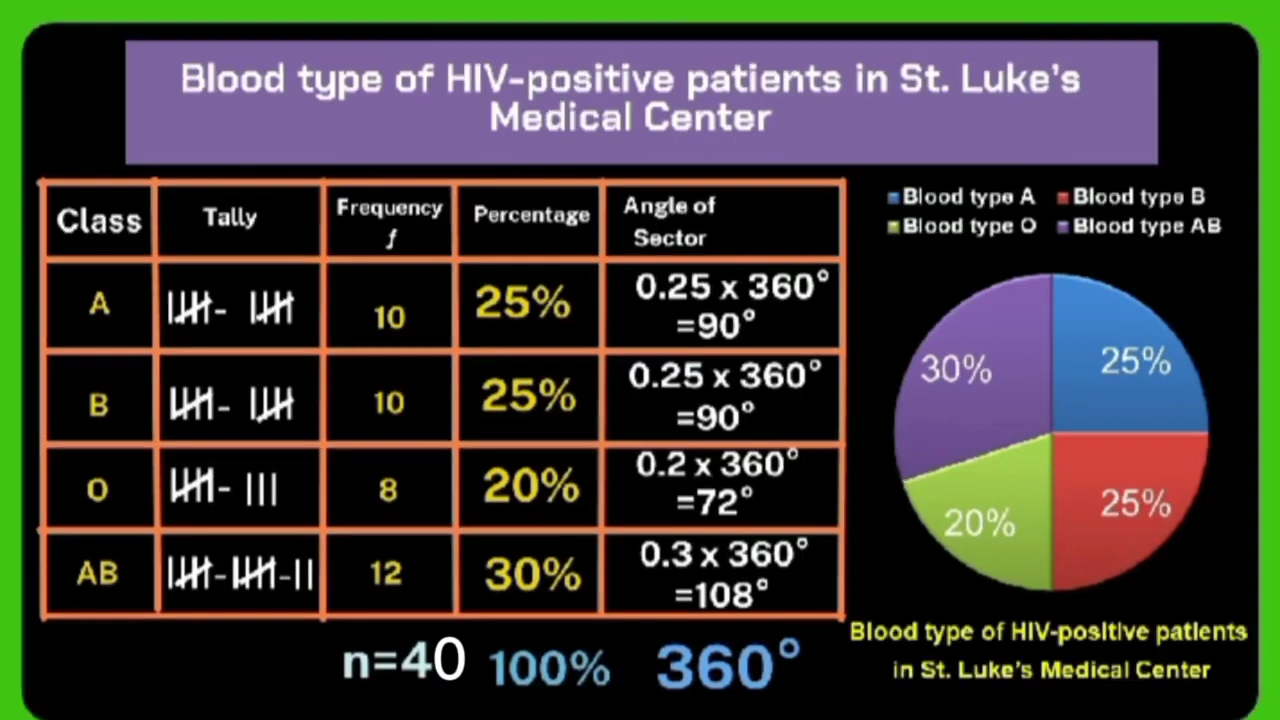 Blood type of HIV-positive patients in St. Luke's
Medical Center
Class Tally Frequency f Percentage Angle of Sector
A 10 25% 0.25 x 360°
=90°
B 10 25% 0.25 x 360°
=90°
O 8 20% 0.2 x 360°
=72°
AB 12 30% 0.3 x 360°
=108°
n=40 100% 360°
Blood type A Blood type B
Blood type O Blood type AB
30% 25%
20% 25%
Blood type of HIV-positive patients
in St. Luke's Medical Center